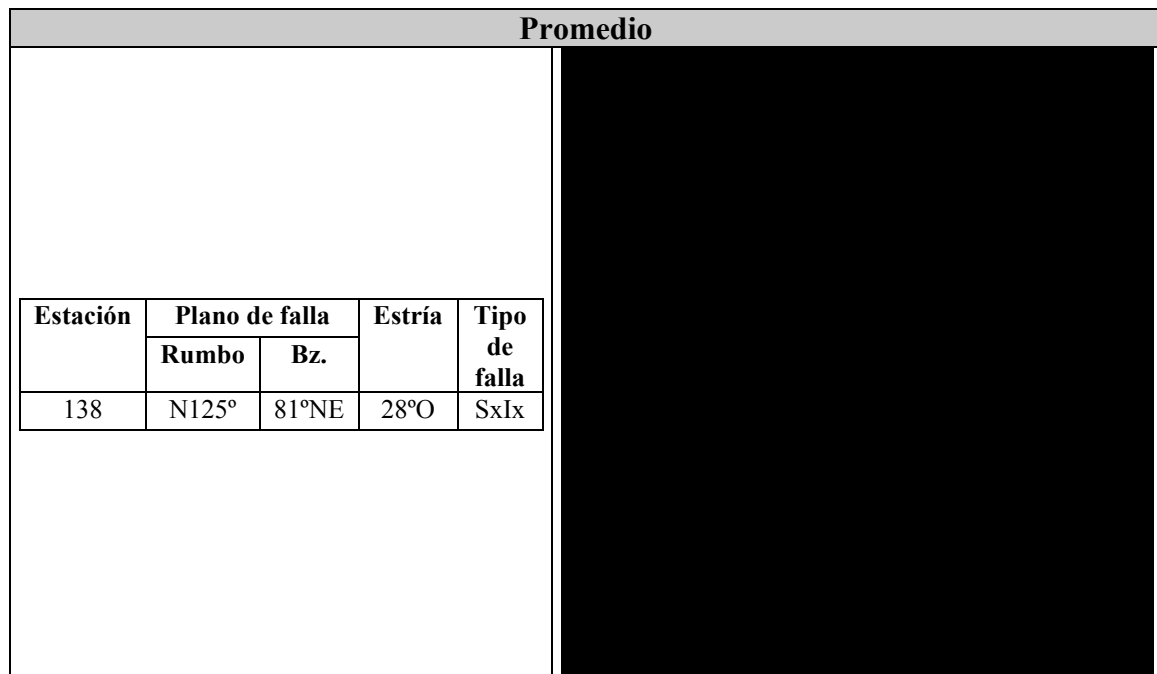 Promedio
Estación Plano de falla Estría Tipo de falla
Rumbo Bz.
138 N125º 81ºNE 28ºO SxIx